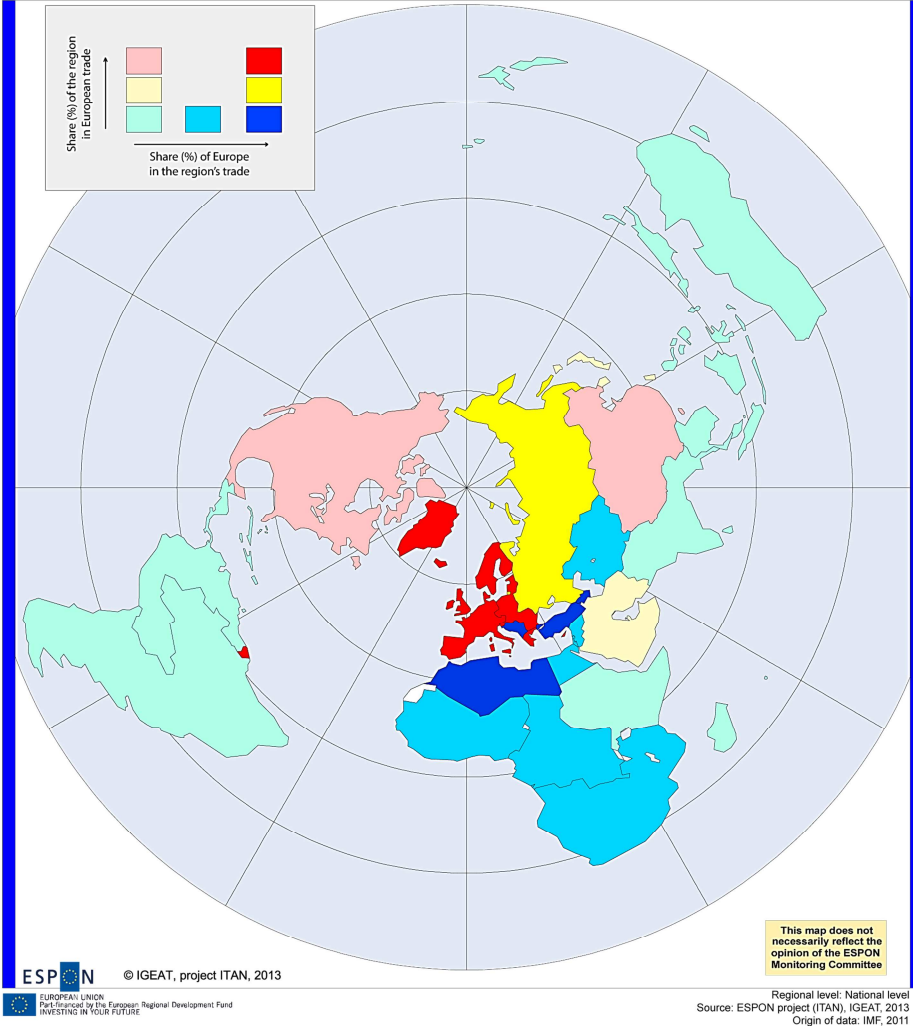 Share (%) of the region
in European trade
Share (%) of Europe
in the region's trade
This map does not
necessarily reflect the
opinion of the ESPON
Monitoring Committee
ESPON
© IGEAT, project ITAN, 2013
EUROPEAN UNION
Part-financed by the European Regional Development Fund
INVESTING IN YOUR FUTURE
Regional level: National level
Source: ESPON project (ITAN), IGEAT, 2013
Origin of data: IMF, 2011